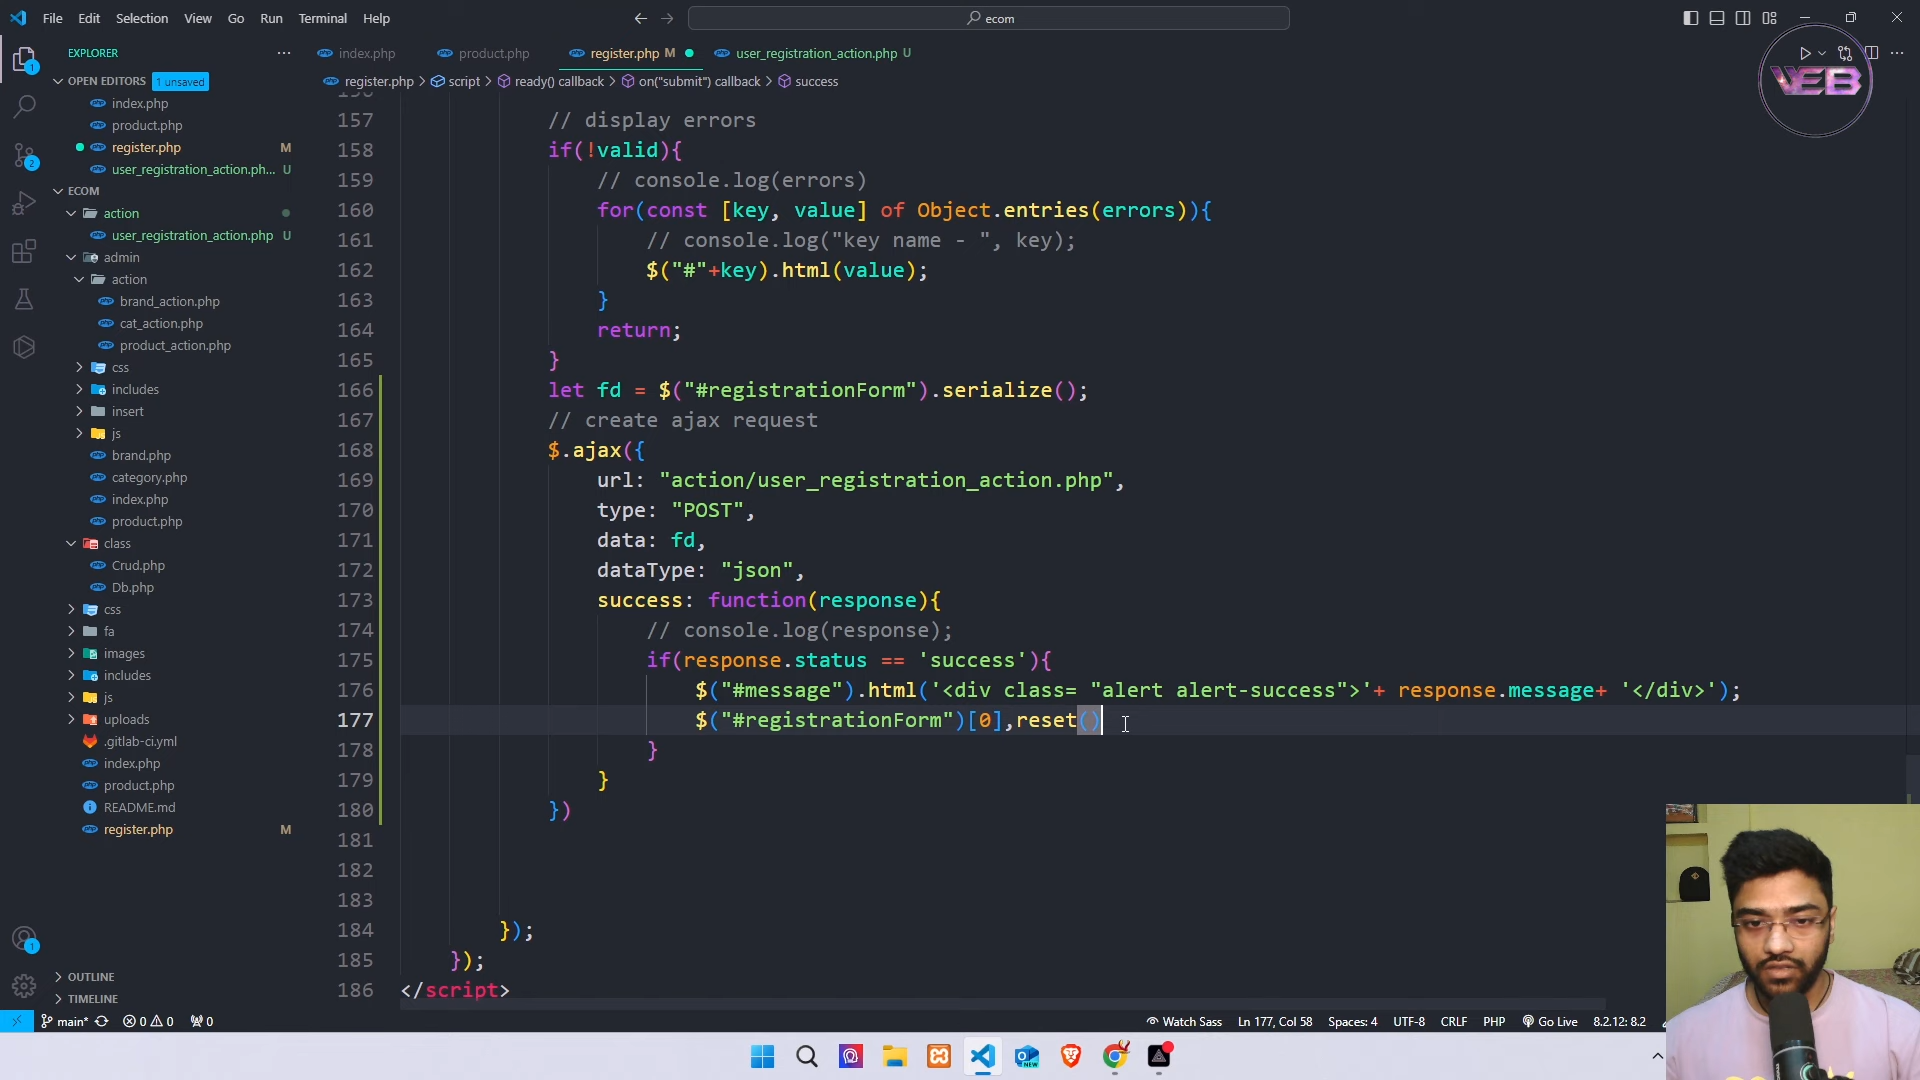 File Edit Selection View Go Run Terminal Help
ecom
EXPLORER
OPEN EDITORS 1 unsaved
index.php
product.php
register.php M
user_registration_action.ph... U
ECOM
action
user_registration_action.php U
admin
action
brand_action.php
cat_action.php
product_action.php
css
includes
insert
js
brand.php
category.php
index.php
product.php
class
Crud.php
Db.php
css
fa
images
includes
js
uploads
.gitlab-ci.yml
index.php
product.php
README.md
register.php M
OUTLINE
TIMELINE
index.php product.php register.php M user_registration_action.php U
register.php > script > ready() callback > on("submit") callback > success
VEB
157 // display errors
158 if(!valid){
159 // console.log(errors)
160 for(const [key, value] of Object.entries(errors)){
161 // console.log("key name - ", key);
162 $("#"+key).html(value);
163 }
164 return;
165 }
166 let fd = $("#registrationForm").serialize();
167 // create ajax request
168 $.ajax({
169 url: "action/user_registration_action.php",
170 type: "POST",
171 data: fd,
172 dataType: "json",
173 success: function(response){
174 // console.log(response);
175 if(response.status == 'success'){
176 $("#message").html('<div class= "alert alert-success">'+ response.message+ '</div>');
177 $("#registrationForm")[0],reset()
178 }
179 }
180 })
181
182
183
184 });
185 });
186 </script>
main* 0 0 0
Watch Sass Ln 177, Col 58 Spaces: 4 UTF-8 CRLF PHP Go Live 8.2.12: 8.2